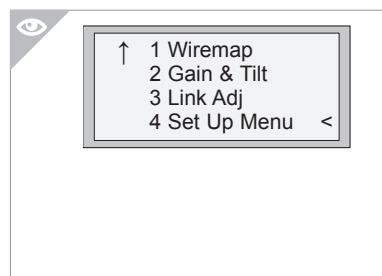 ↑ 1 Wiremap
2 Gain & Tilt
3 Link Adj
4 Set Up Menu <